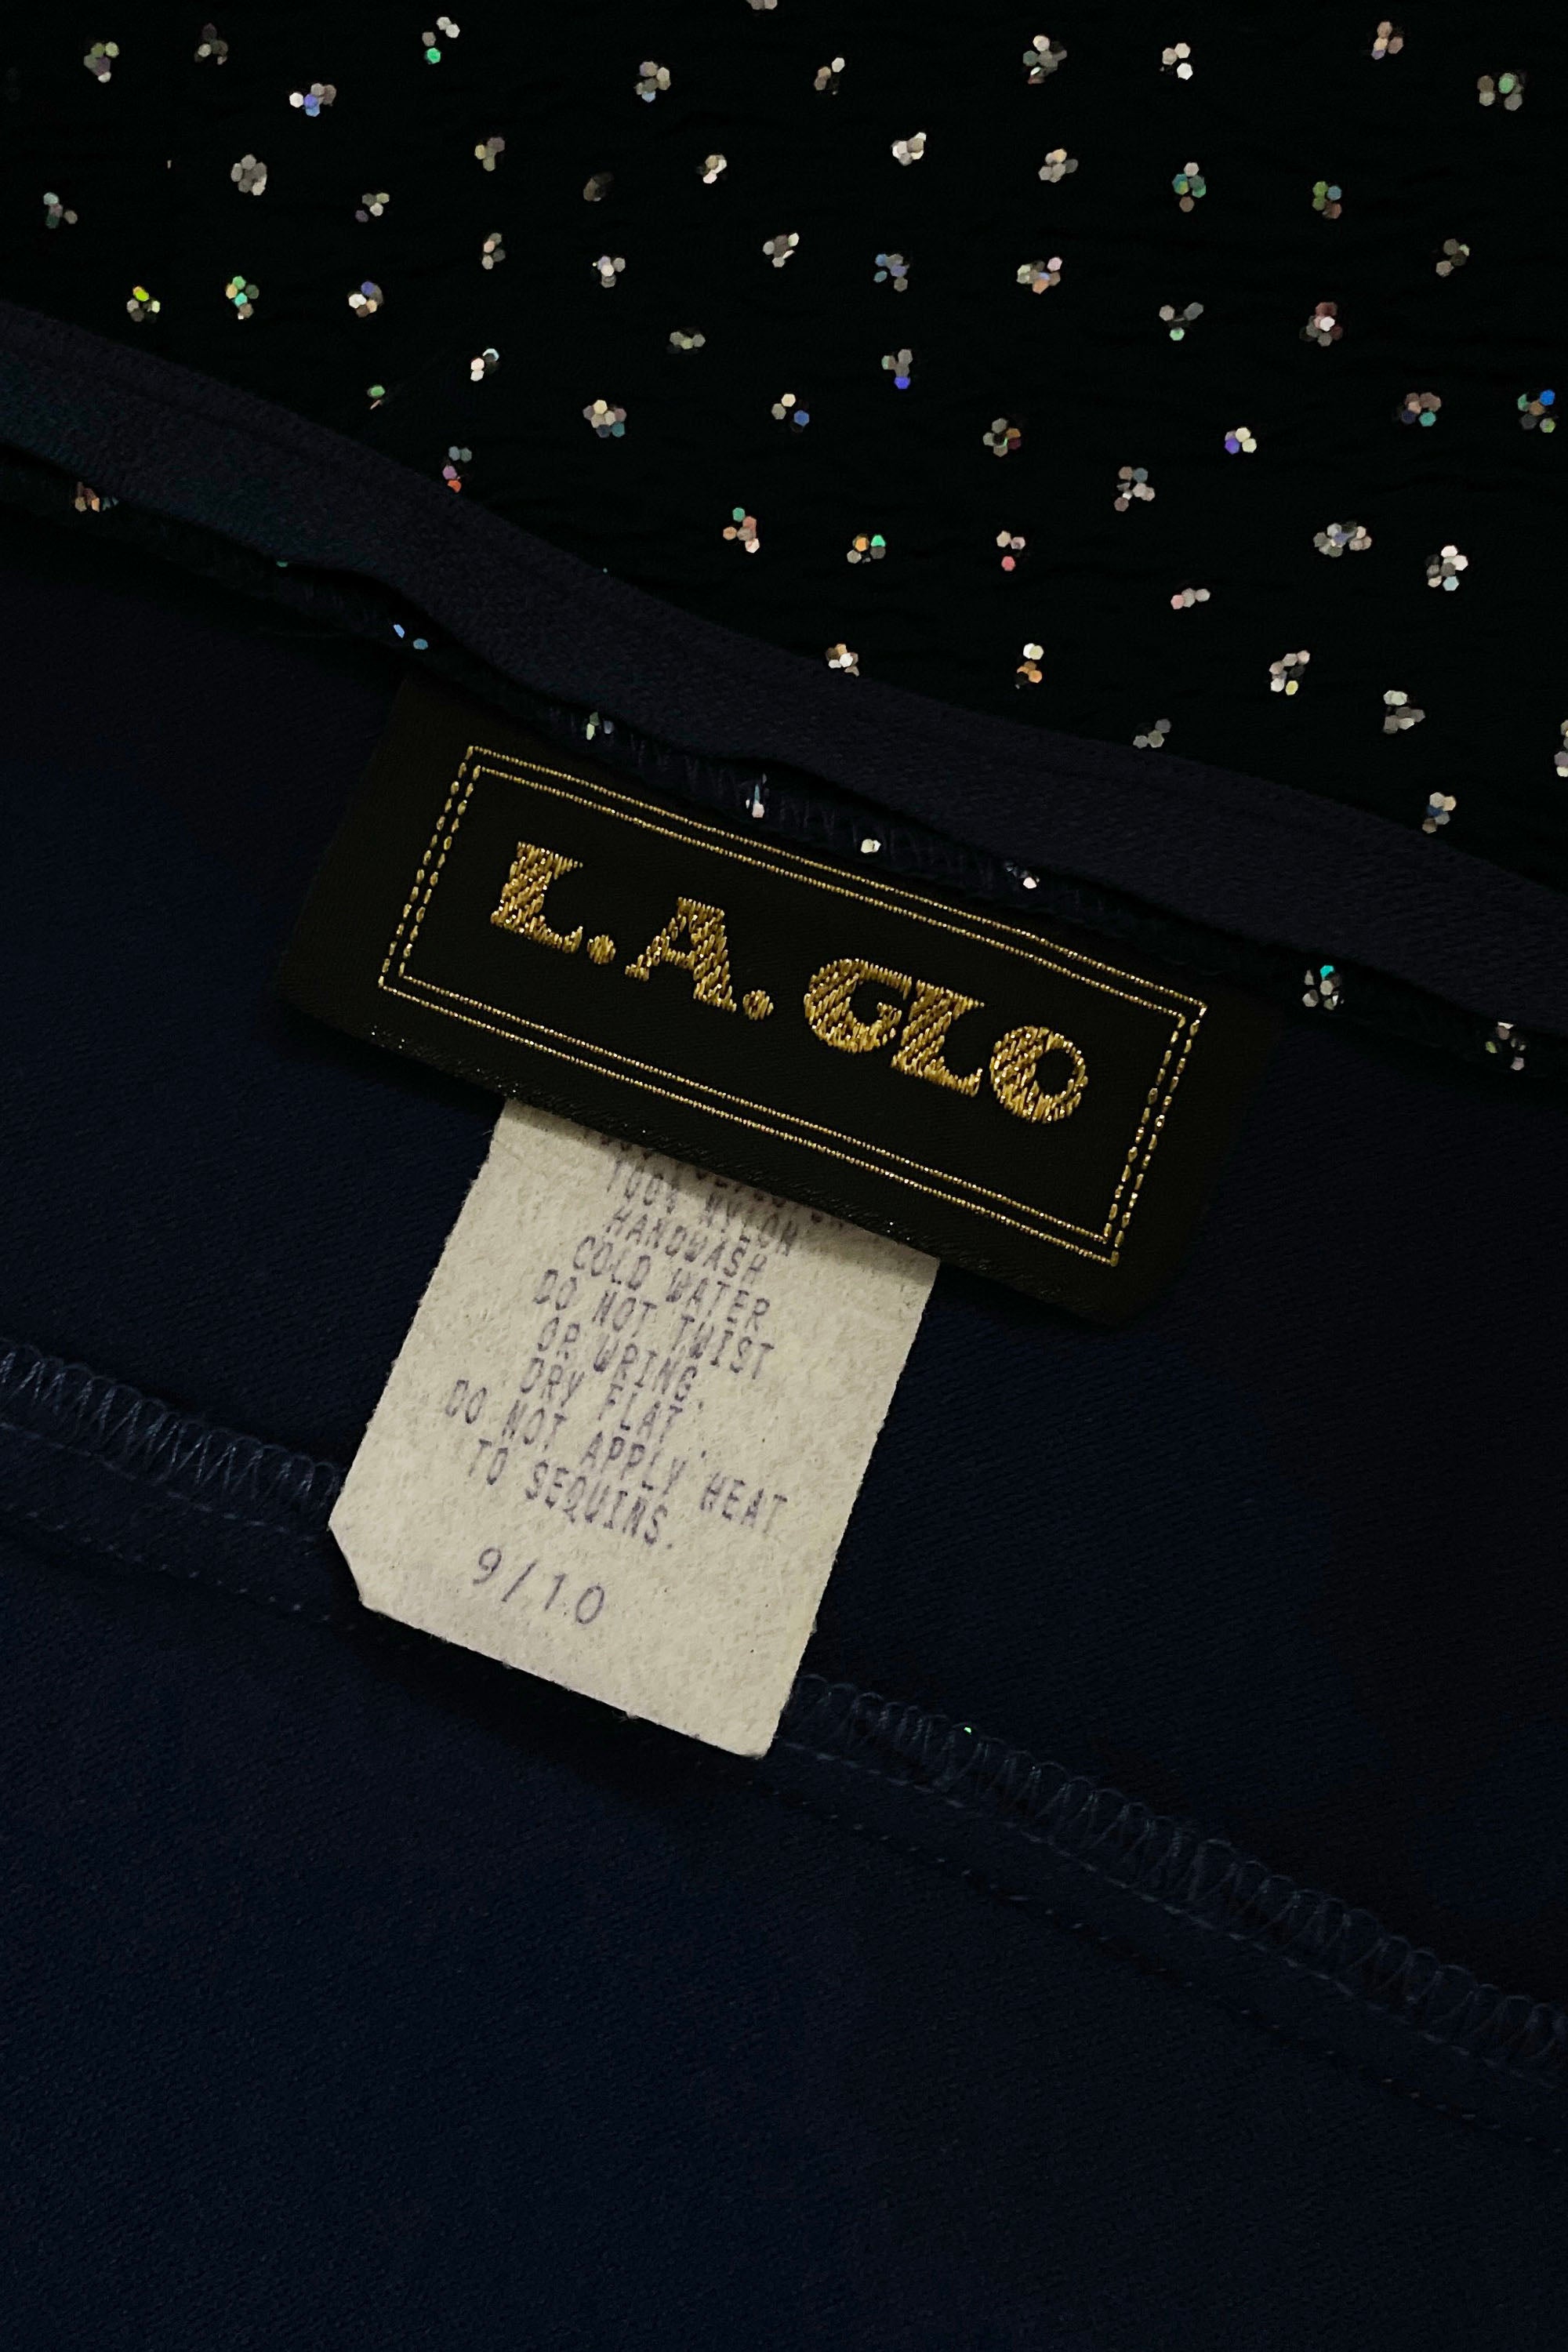 L.A. GLO
100% NYLON
HANDWASH
COLD WATER
DO NOT TWIST
OR WRING.
DRY FLAT.
DO NOT APPLY HEAT
TO SEQUINS.
9/10